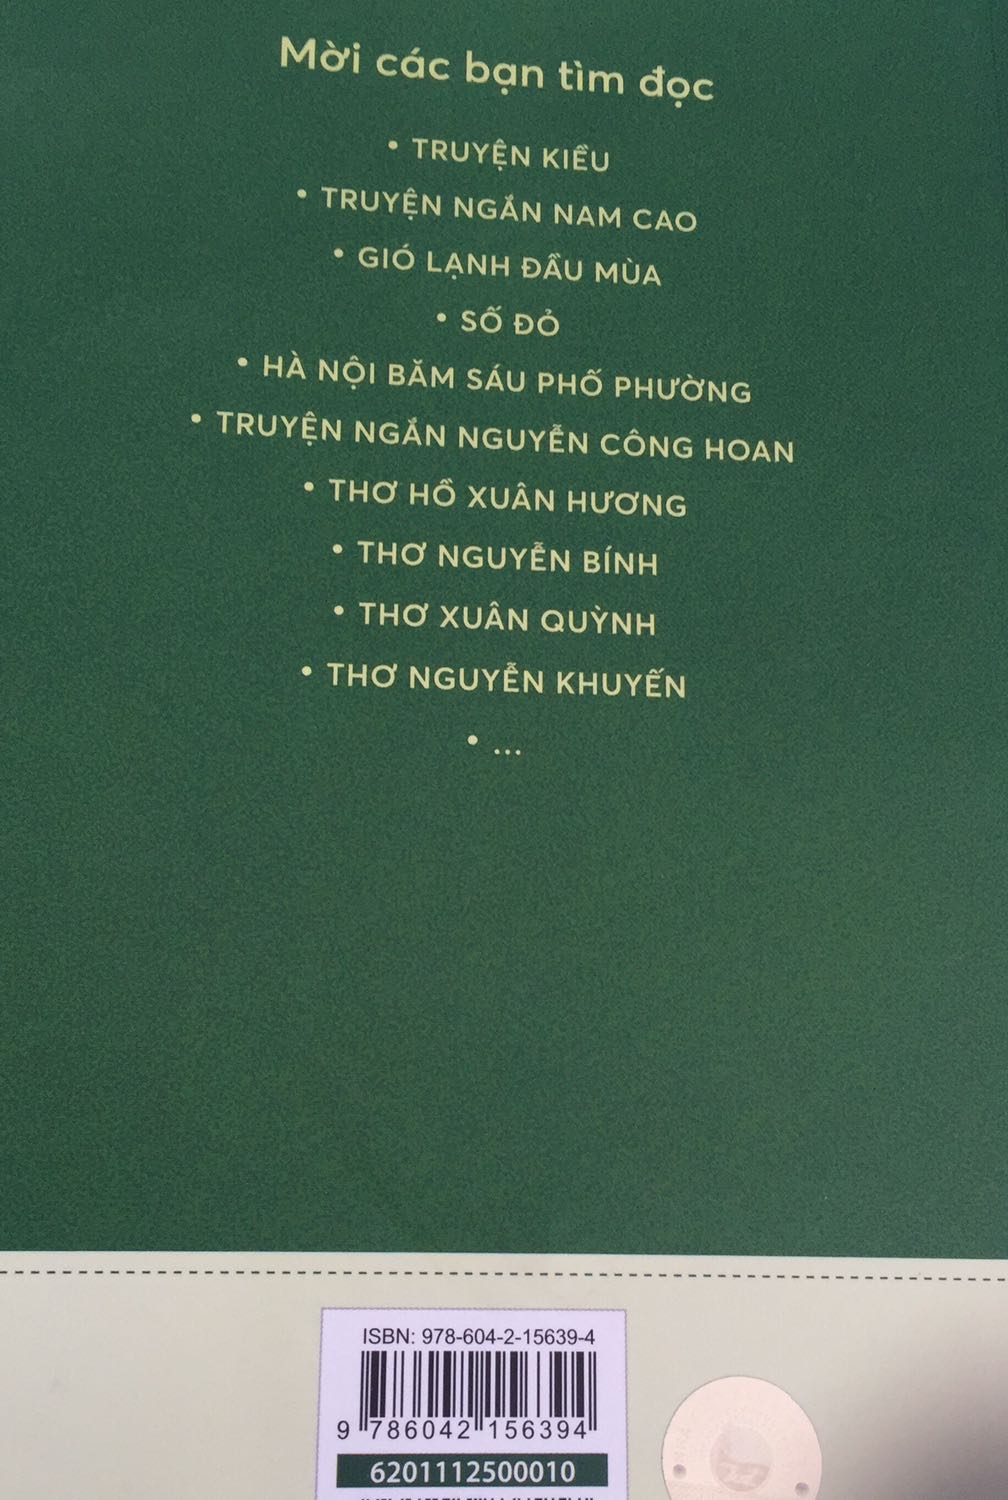 Mời các bạn tìm đọc
• TRUYỆN KIỀU
• TRUYỆN NGẮN NAM CAO
• GIÓ LẠNH ĐẦU MÙA
• SỐ ĐỎ
• HÀ NỘI BĂM SÁU PHỐ PHƯỜNG
• TRUYỆN NGẮN NGUYỄN CÔNG HOAN
• THƠ HỒ XUÂN HƯƠNG
• THƠ NGUYỄN BÍNH
• THƠ XUÂN QUỲNH
• THƠ NGUYỄN KHUYẾN
• ...
ISBN: 978-604-2-15639-4
9 786042 156394
6201112500010